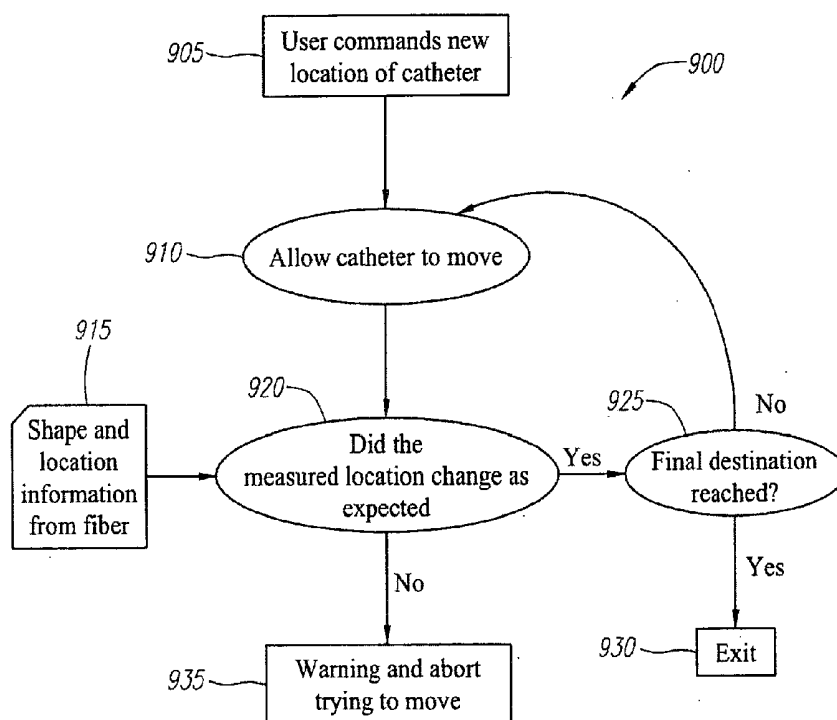 User commands new
location of catheter
905
900
910
Allow catheter to move
915
Shape and
location
information
from fiber
920
Did the
measured location change as
expected
Yes
925
No
Final destination
reached?
No
Yes
935
Warning and abort
trying to move
930
Exit